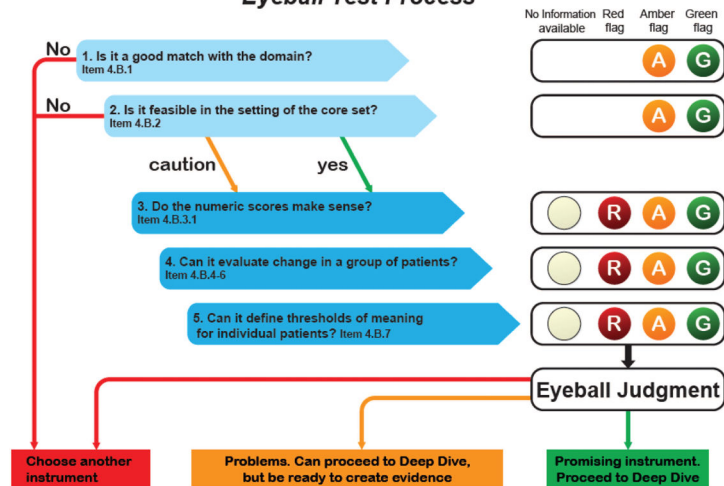 Eyeball Test Process
No Information available
Red flag
Amber flag
Green flag
No
1. Is it a good match with the domain?
Item 4.B.1
A G
No
2. Is it feasible in the setting of the core set?
Item 4.B.2
A G
caution
yes
3. Do the numeric scores make sense?
Item 4.B.3.1
R A G
4. Can it evaluate change in a group of patients?
Item 4.B.4-6
R A G
5. Can it define thresholds of meaning
for individual patients? Item 4.B.7
R A G
Eyeball Judgment
Choose another
instrument
Problems. Can proceed to Deep Dive,
but be ready to create evidence
Promising instrument.
Proceed to Deep Dive